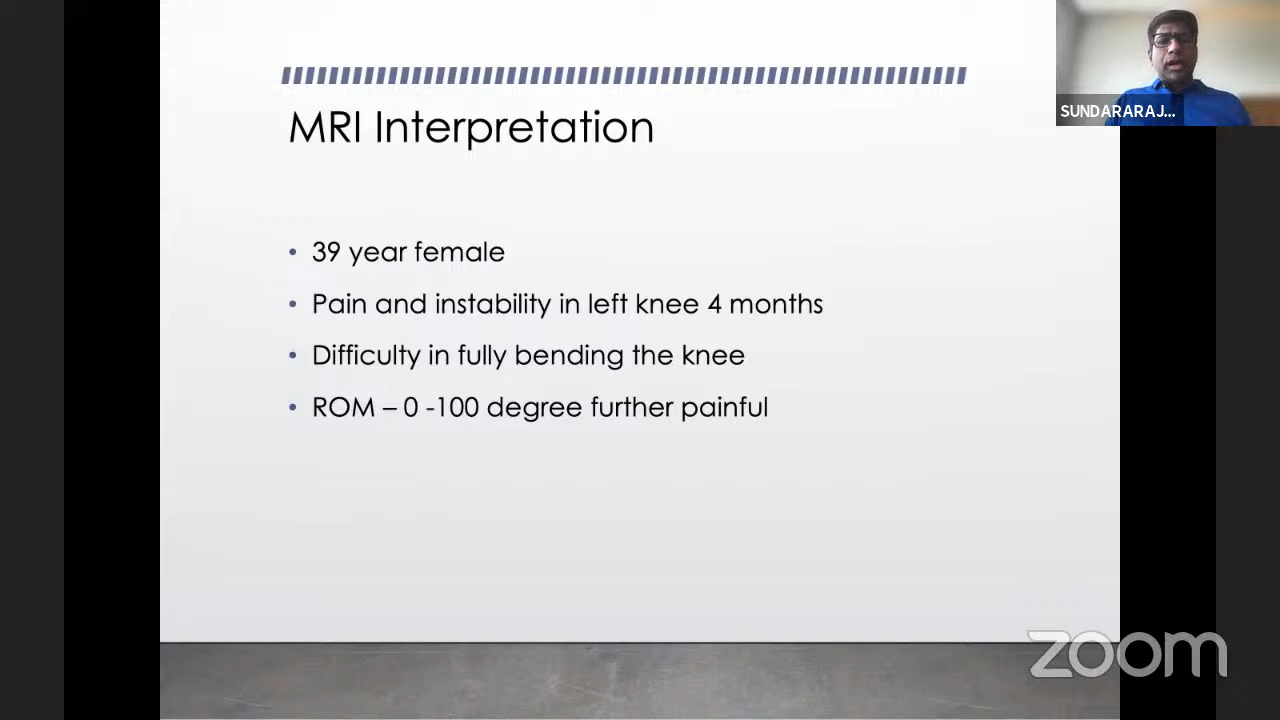 MRI Interpretation
SUNDARARAJ...
• 39 year female
• Pain and instability in left knee 4 months
• Difficulty in fully bending the knee
• ROM – 0 -100 degree further painful
zoom